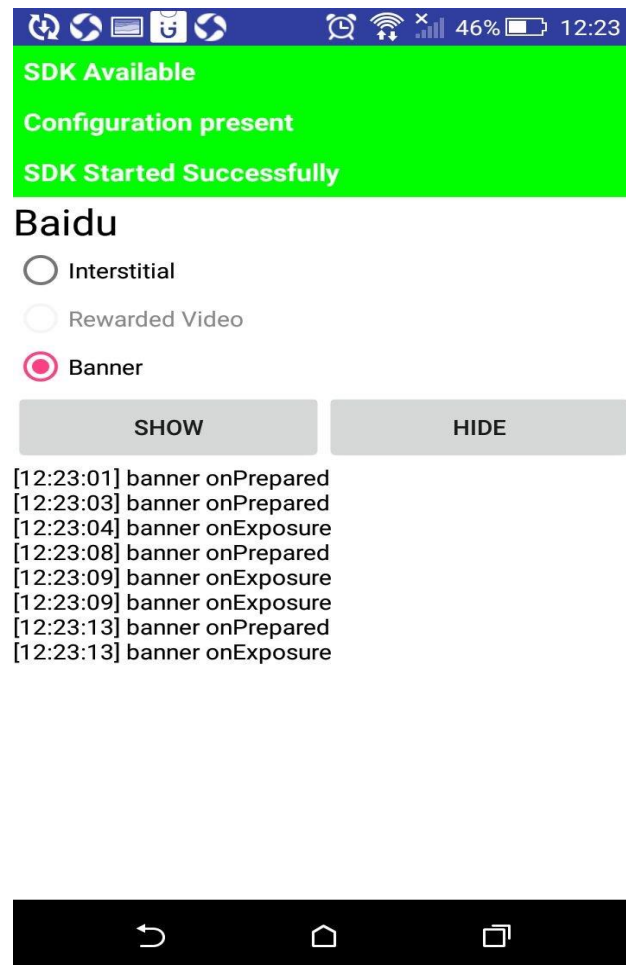 46% 12:23
SDK Available
Configuration present
SDK Started Successfully
Baidu
Interstitial
Rewarded Video
Banner
SHOW HIDE
[12:23:01] banner onPrepared
[12:23:03] banner onPrepared
[12:23:04] banner onExposure
[12:23:08] banner onPrepared
[12:23:09] banner onExposure
[12:23:09] banner onExposure
[12:23:13] banner onPrepared
[12:23:13] banner onExposure